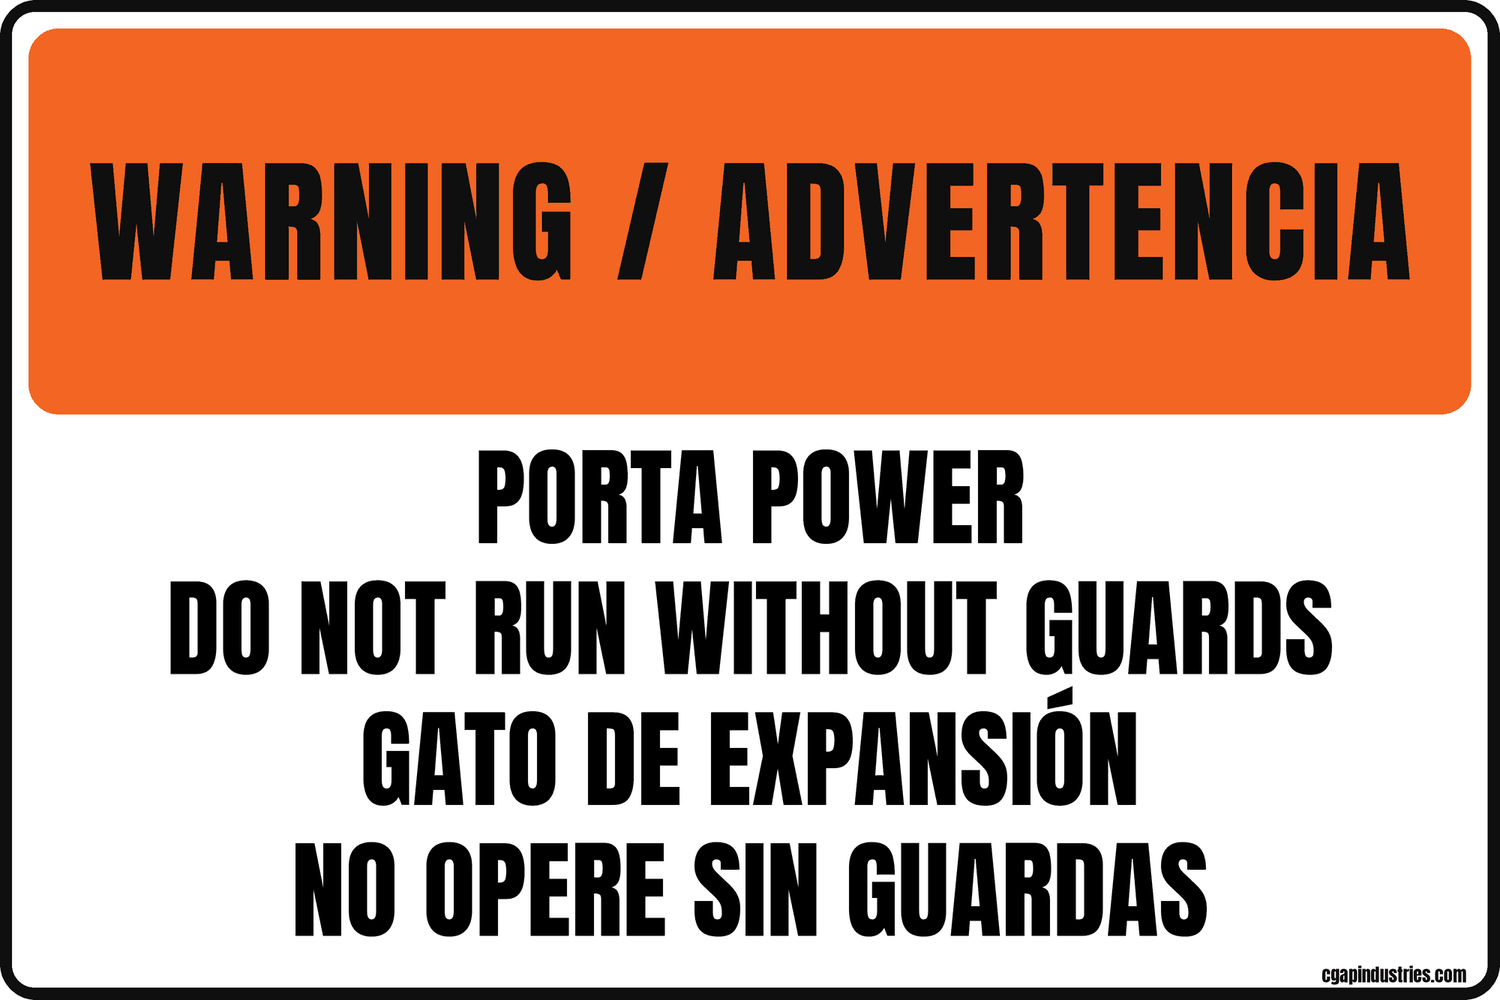 WARNING / ADVERTENCIA
PORTA POWER
DO NOT RUN WITHOUT GUARDS
GATO DE EXPANSIÓN
NO OPERE SIN GUARDAS
cgapindustries.com